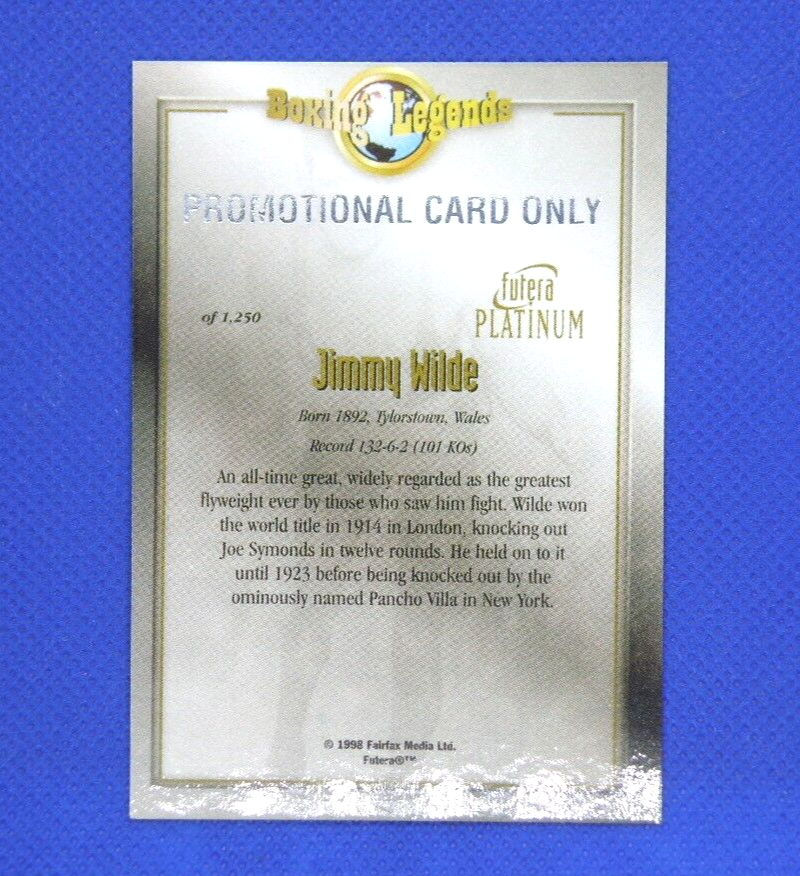 Boxing Legends
PROMOTIONAL CARD ONLY
futera
of 1,250
PLATINUM
Jimmy Wilde
Born 1892, Tylorstown, Wales
Record 132-6-2 (101 KOs)
An all-time great, widely regarded as the greatest
flyweight ever by those who saw him fight. Wilde won
the world title in 1914 in London, knocking out
Joe Symonds in twelve rounds. He held on to it
until 1923 before being knocked out by the
ominously named Pancho Villa in New York.
© 1998 Fairfax Media Ltd.
Futera®™